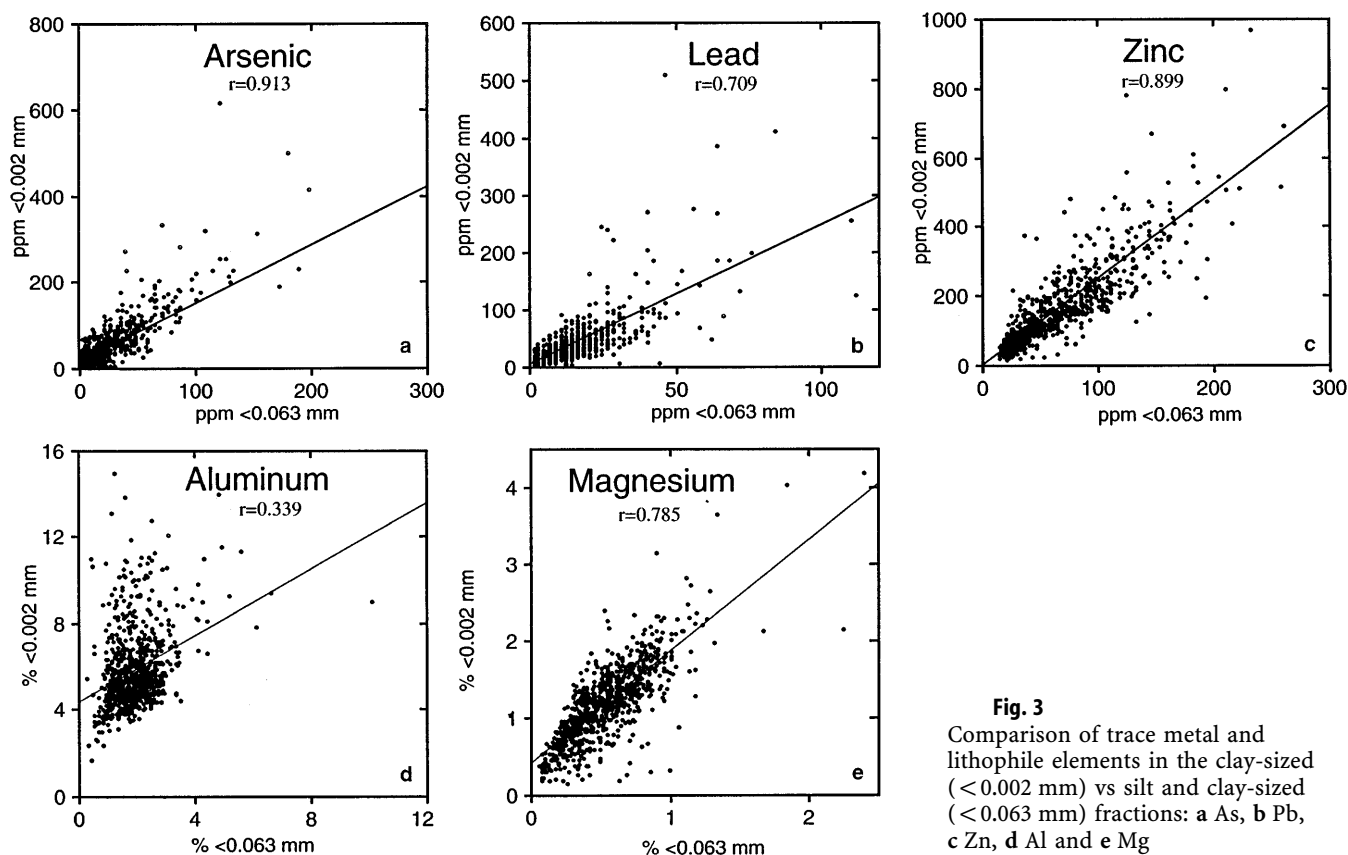 Arsenic
r=0.913
ppm <0.002 mm
800
600
400
200
0
0 100 200 300
ppm <0.063 mm
a
Lead
r=0.709
ppm <0.002 mm
600
500
400
300
200
100
0
0 50 100
ppm <0.063 mm
b
Zinc
r=0.899
ppm <0.002 mm
1000
800
600
400
200
0
0 100 200 300
ppm <0.063 mm
c
Aluminum
r=0.339
% <0.002 mm
16
12
8
4
0
0 4 8 12
% <0.063 mm
d
Magnesium
r=0.785
% <0.002 mm
4
3
2
1
0
0 1 2
% <0.063 mm
e
Fig. 3
Comparison of trace metal and
lithophile elements in the clay-sized
(<0.002 mm) vs silt and clay-sized
(<0.063 mm) fractions: a As, b Pb,
c Zn, d Al and e Mg